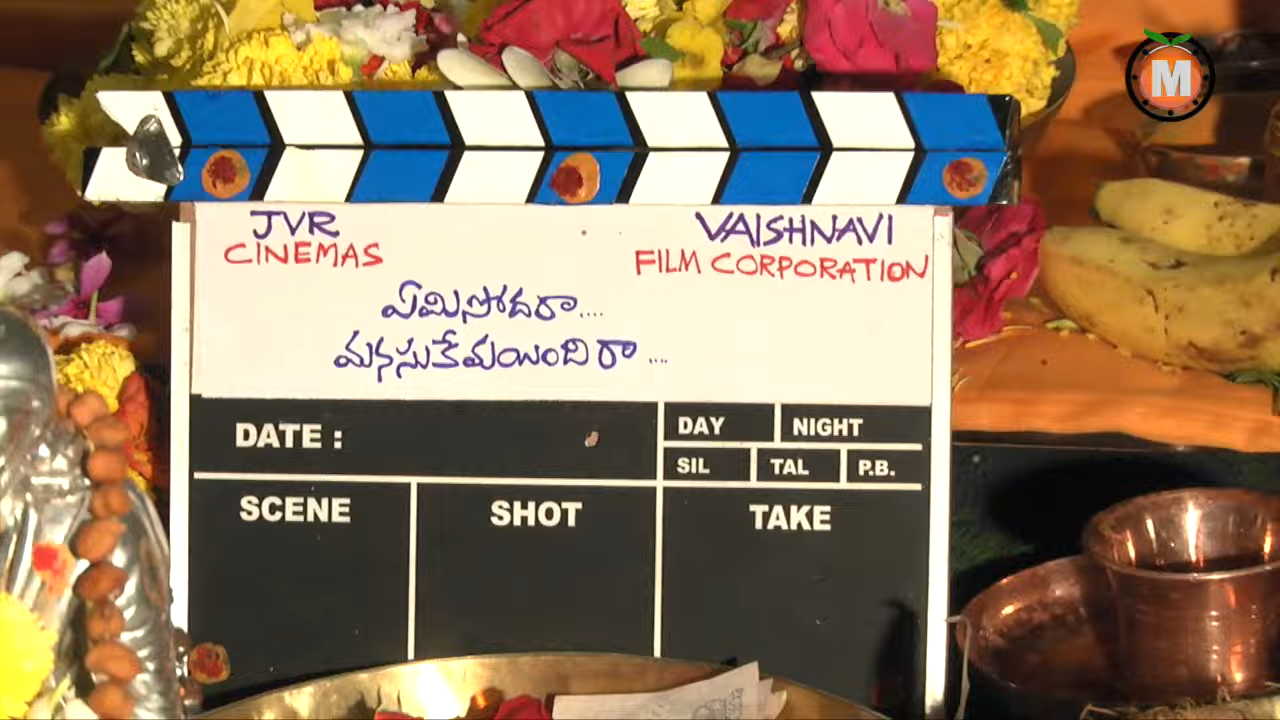 M
JVR
CINEMAS
VAISHNAVI
FILM CORPORATION
ఏమిసోదరా....
మనసుకేమయిందిరా ....
DATE :
DAY
NIGHT
SIL
TAL
P.B.
SCENE
SHOT
TAKE